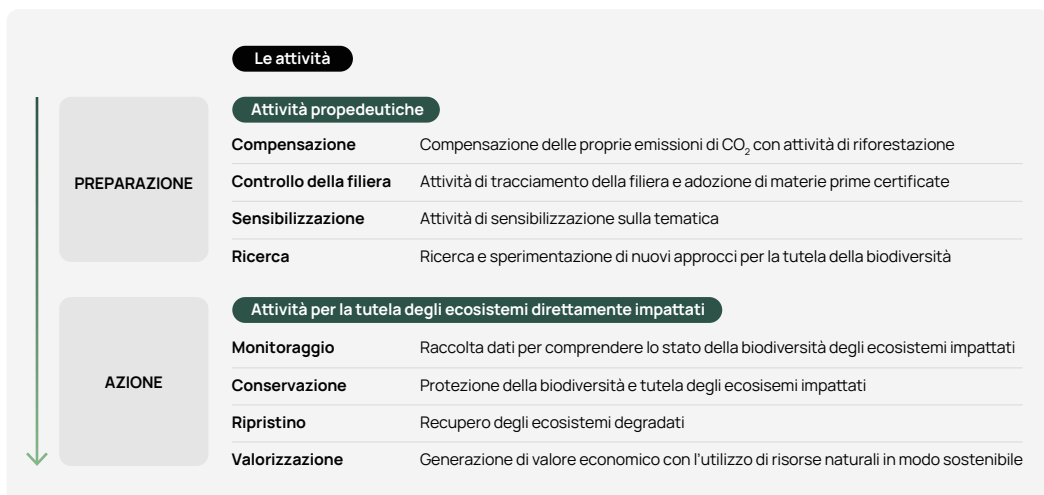 Le attività
PREPARAZIONE
Attività propedeutiche
Compensazione Compensazione delle proprie emissioni di CO₂ con attività di riforestazione
Controllo della filiera Attività di tracciamento della filiera e adozione di materie prime certificate
Sensibilizzazione Attività di sensibilizzazione sulla tematica
Ricerca Ricerca e sperimentazione di nuovi approcci per la tutela della biodiversità
AZIONE
Attività per la tutela degli ecosistemi direttamente impattati
Monitoraggio Raccolta dati per comprendere lo stato della biodiversità degli ecosistemi impattati
Conservazione Protezione della biodiversità e tutela degli ecosisemi impattati
Ripristino Recupero degli ecosistemi degradati
Valorizzazione Generazione di valore economico con l'utilizzo di risorse naturali in modo sostenibile